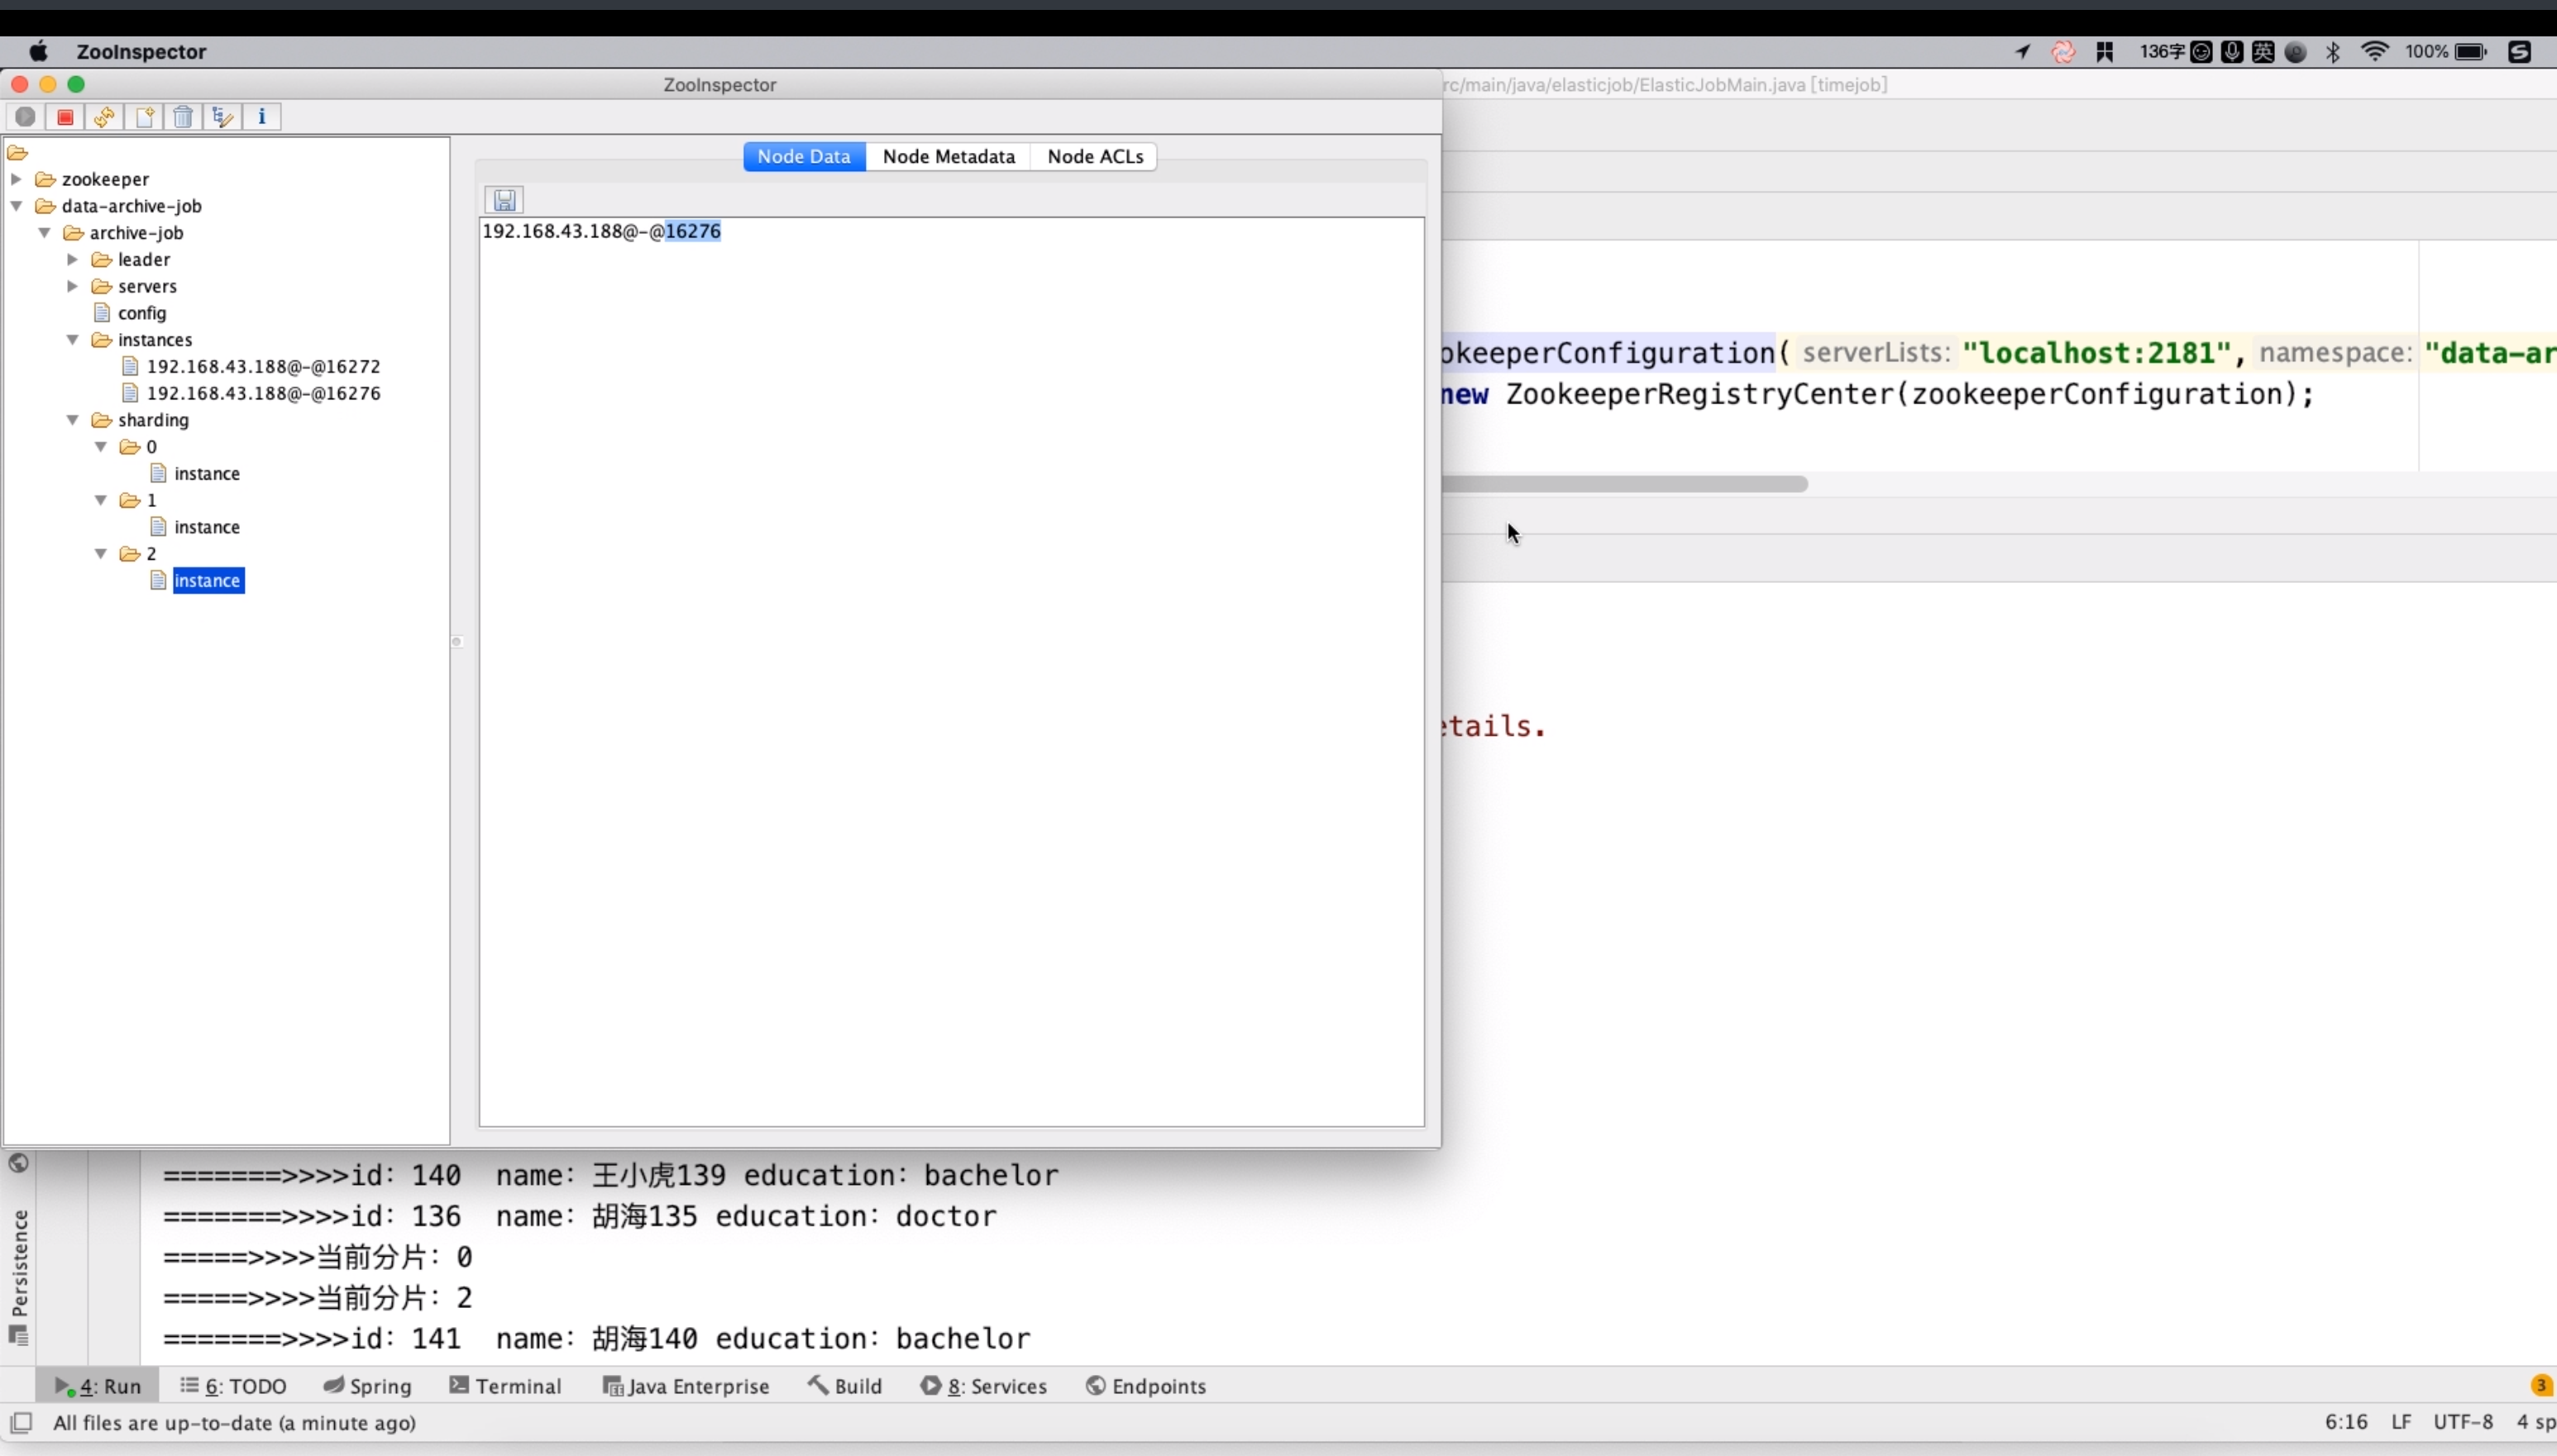 ZooInspector
136字 英 100%
ZooInspector
rc/main/java/elasticjob/ElasticJobMain.java [timejob]
zookeeper
data-archive-job
archive-job
leader
servers
config
instances
192.168.43.188@-@16272
192.168.43.188@-@16276
sharding
0
instance
1
instance
2
instance
Node Data Node Metadata Node ACLs
192.168.43.188@-@16276
okeeperConfiguration( serverLists: "localhost:2181", namespace: "data-ar
new ZookeeperRegistryCenter(zookeeperConfiguration);
etails.
=======>>>>id: 140 name: 王小虎139 education: bachelor
=======>>>>id: 136 name: 胡海135 education: doctor
=====>>>>当前分片: 0
=====>>>>当前分片: 2
=======>>>>id: 141 name: 胡海140 education: bachelor
Persistence
4: Run 6: TODO Spring Terminal Java Enterprise Build 8: Services Endpoints 3
All files are up-to-date (a minute ago) 6:16 LF UTF-8 4 sp